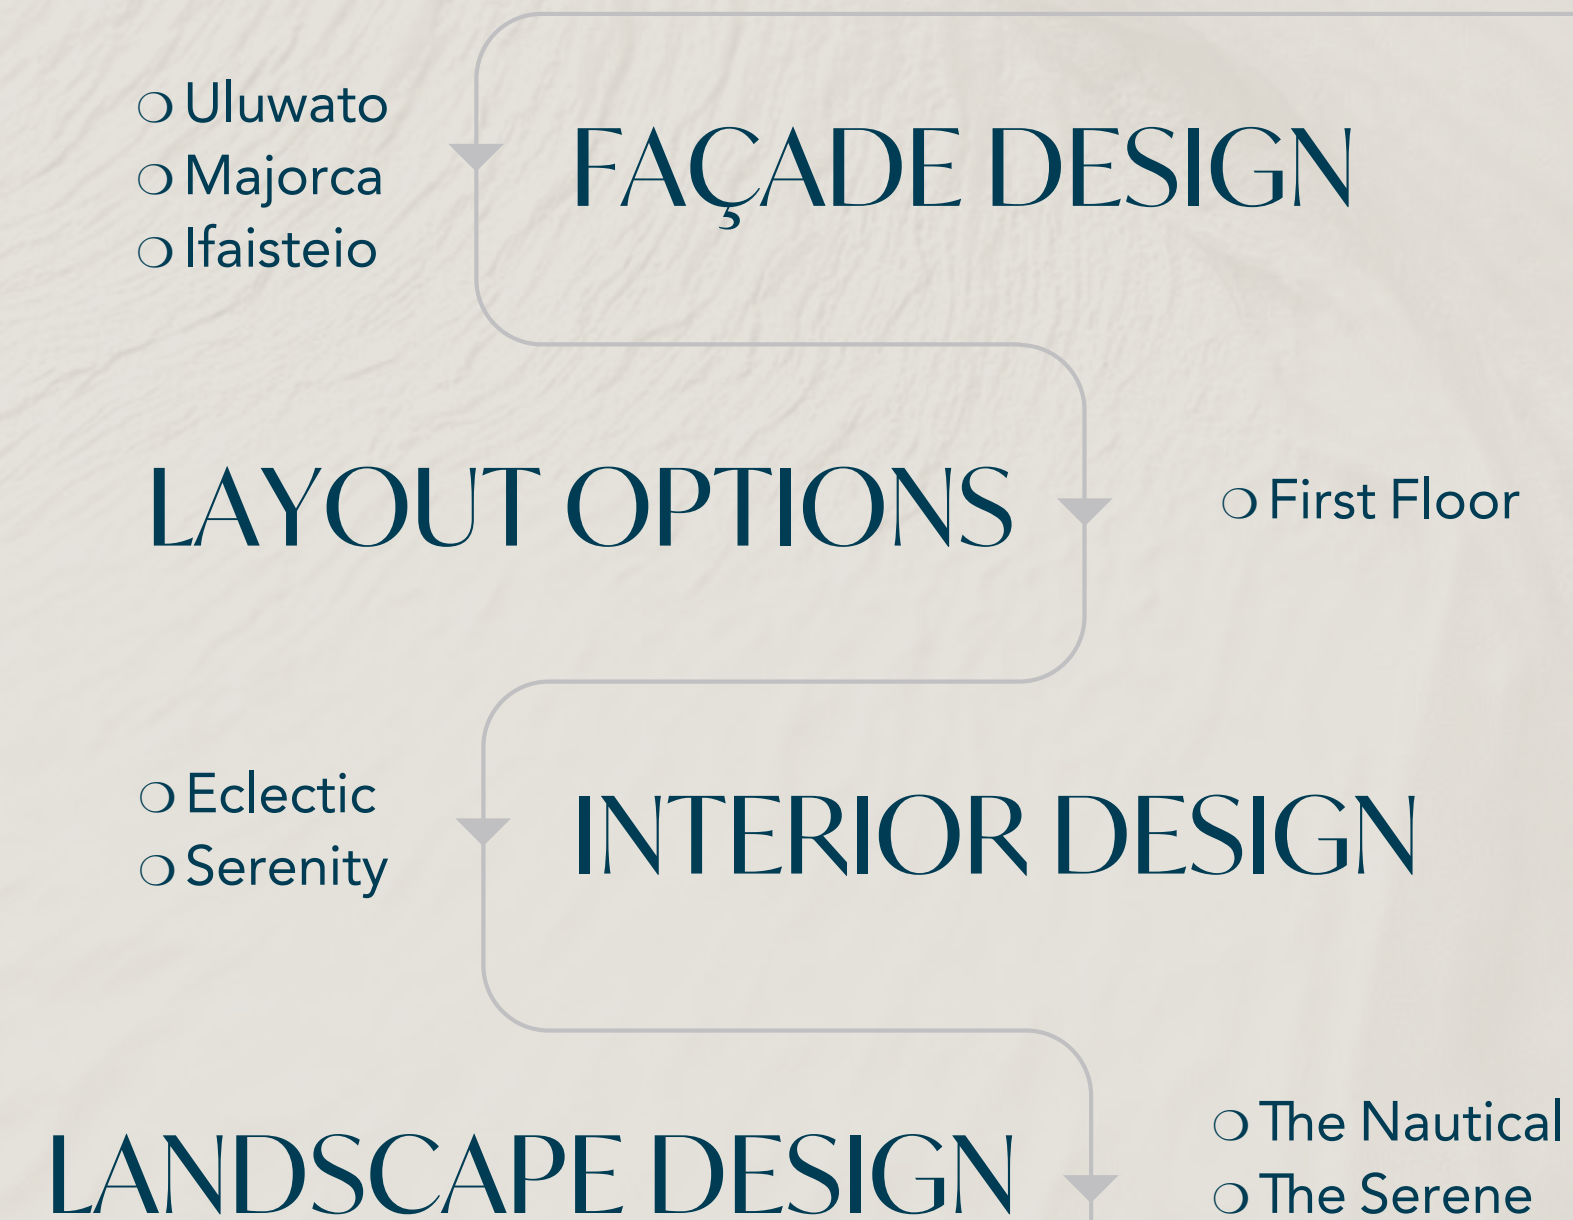 ❍ Uluwato
❍ Majorca
❍ Ifaisteio
FAÇADE DESIGN
LAYOUT OPTIONS
❍ First Floor
❍ Eclectic
❍ Serenity
INTERIOR DESIGN
LANDSCAPE DESIGN
❍ The Nautical
❍ The Serene